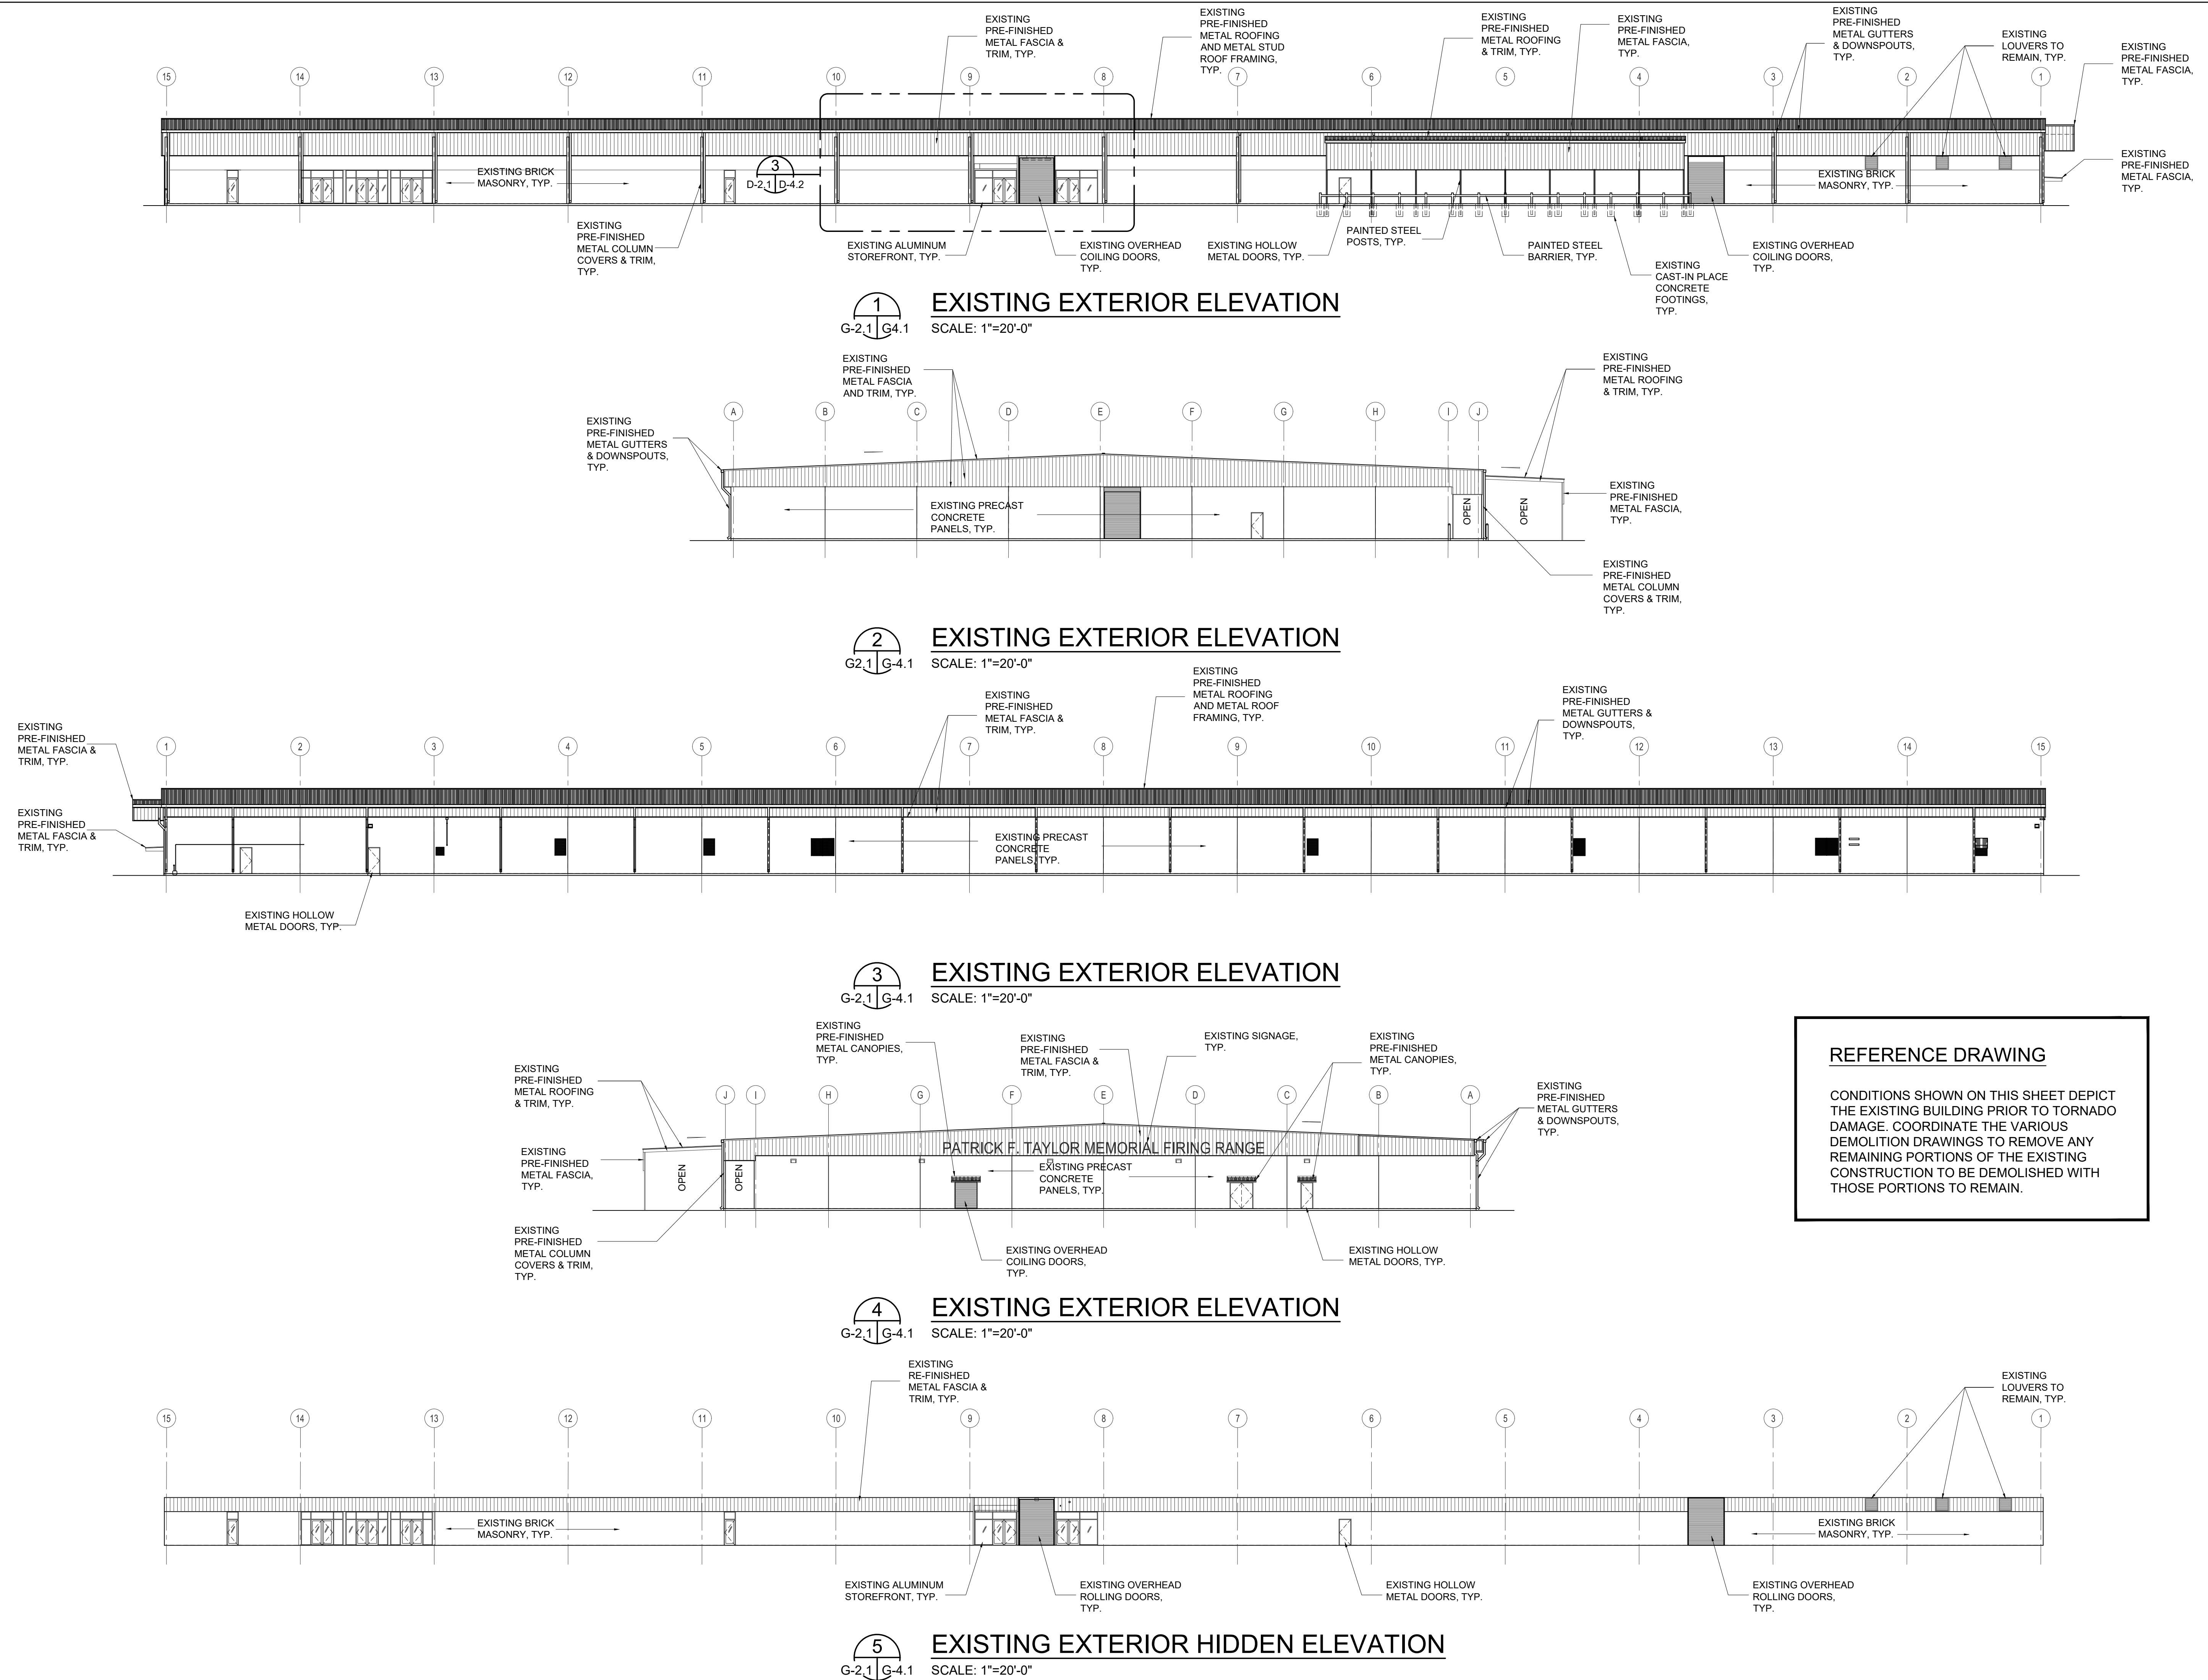 EXISTING
PRE-FINISHED
METAL FASCIA &
TRIM, TYP.
EXISTING
PRE-FINISHED
METAL ROOFING
AND METAL STUD
ROOF FRAMING,
TYP.
EXISTING
PRE-FINISHED
METAL ROOFING
& TRIM, TYP.
EXISTING
PRE-FINISHED
METAL FASCIA,
TYP.
EXISTING
PRE-FINISHED
METAL GUTTERS
& DOWNSPOUTS,
TYP.
EXISTING
LOUVERS TO
REMAIN, TYP.
EXISTING
PRE-FINISHED
METAL FASCIA,
TYP.
15 14 13 12 11 10 9 8 7 6 5 4 3 2 1
EXISTING BRICK
MASONRY, TYP.
3
D-2.1 D-4.2
EXISTING BRICK
MASONRY, TYP.
EXISTING
PRE-FINISHED
METAL FASCIA,
TYP.
EXISTING
PRE-FINISHED
METAL COLUMN
COVERS & TRIM,
TYP.
EXISTING ALUMINUM
STOREFRONT, TYP.
EXISTING OVERHEAD
COILING DOORS,
TYP.
EXISTING HOLLOW
METAL DOORS, TYP.
PAINTED STEEL
POSTS, TYP.
PAINTED STEEL
BARRIER, TYP.
EXISTING
CAST-IN PLACE
CONCRETE
FOOTINGS,
TYP.
EXISTING OVERHEAD
COILING DOORS,
TYP.
1
G-2.1 G4.1
EXISTING EXTERIOR ELEVATION
SCALE: 1"=20'-0"
EXISTING
PRE-FINISHED
METAL FASCIA
AND TRIM, TYP.
EXISTING
PRE-FINISHED
METAL ROOFING
& TRIM, TYP.
EXISTING
PRE-FINISHED
METAL GUTTERS
& DOWNSPOUTS,
TYP.
A B C D E F G H I J
EXISTING PRECAST
CONCRETE
PANELS, TYP.
OPEN
OPEN
EXISTING
PRE-FINISHED
METAL FASCIA,
TYP.
EXISTING
PRE-FINISHED
METAL COLUMN
COVERS & TRIM,
TYP.
2
G2.1 G-4.1
EXISTING EXTERIOR ELEVATION
SCALE: 1"=20'-0"
EXISTING
PRE-FINISHED
METAL FASCIA &
TRIM, TYP.
EXISTING
PRE-FINISHED
METAL FASCIA &
TRIM, TYP.
EXISTING
PRE-FINISHED
METAL ROOFING
AND METAL ROOF
FRAMING, TYP.
EXISTING
PRE-FINISHED
METAL GUTTERS &
DOWNSPOUTS,
TYP.
1 2 3 4 5 6 7 8 9 10 11 12 13 14 15
EXISTING
PRE-FINISHED
METAL FASCIA &
TRIM, TYP.
EXISTING PRECAST
CONCRETE
PANELS, TYP.
EXISTING HOLLOW
METAL DOORS, TYP.
3
G-2.1 G-4.1
EXISTING EXTERIOR ELEVATION
SCALE: 1"=20'-0"
EXISTING
PRE-FINISHED
METAL CANOPIES,
TYP.
EXISTING
PRE-FINISHED
METAL FASCIA &
TRIM, TYP.
EXISTING SIGNAGE,
TYP.
EXISTING
PRE-FINISHED
METAL CANOPIES,
TYP.
EXISTING
PRE-FINISHED
METAL ROOFING
& TRIM, TYP.
EXISTING
PRE-FINISHED
METAL GUTTERS
& DOWNSPOUTS,
TYP.
J I H G F E D C B A
PATRICK F. TAYLOR MEMORIAL FIRING RANGE
EXISTING
PRE-FINISHED
METAL FASCIA,
TYP.
OPEN
OPEN
EXISTING PRECAST
CONCRETE
PANELS, TYP.
EXISTING
PRE-FINISHED
METAL COLUMN
COVERS & TRIM,
TYP.
EXISTING OVERHEAD
COILING DOORS,
TYP.
EXISTING HOLLOW
METAL DOORS, TYP.
4
G-2.1 G-4.1
EXISTING EXTERIOR ELEVATION
SCALE: 1"=20'-0"
REFERENCE DRAWING
CONDITIONS SHOWN ON THIS SHEET DEPICT
THE EXISTING BUILDING PRIOR TO TORNADO
DAMAGE. COORDINATE THE VARIOUS
DEMOLITION DRAWINGS TO REMOVE ANY
REMAINING PORTIONS OF THE EXISTING
CONSTRUCTION TO BE DEMOLISHED WITH
THOSE PORTIONS TO REMAIN.
EXISTING
RE-FINISHED
METAL FASCIA &
TRIM, TYP.
EXISTING
LOUVERS TO
REMAIN, TYP.
15 14 13 12 11 10 9 8 7 6 5 4 3 2 1
EXISTING BRICK
MASONRY, TYP.
EXISTING BRICK
MASONRY, TYP.
EXISTING ALUMINUM
STOREFRONT, TYP.
EXISTING OVERHEAD
ROLLING DOORS,
TYP.
EXISTING HOLLOW
METAL DOORS, TYP.
EXISTING OVERHEAD
ROLLING DOORS,
TYP.
5
G-2.1 G-4.1
EXISTING EXTERIOR HIDDEN ELEVATION
SCALE: 1"=20'-0"